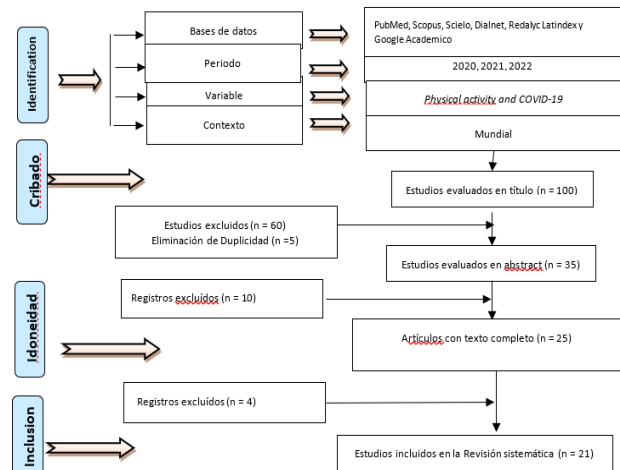 Identification
Bases de datos
PubMed, Scopus, Scielo, Dialnet, Redalyc Latindex y
Google Academico
Periodo
2020, 2021, 2022
Variable
Physical activity and COVID-19
Contexto
Mundial
Cribado
Estudios evaluados en título (n = 100)
Estudios excluidos (n = 60)
Eliminación de Duplicidad (n =5)
Estudios evaluados en abstract (n = 35)
Idoneidad
Registros excluídos (n = 10)
Artículos con texto completo (n = 25)
Inclusion
Registros excluídos (n = 4)
Estudios incluidos en la Revisión sistemática (n = 21)